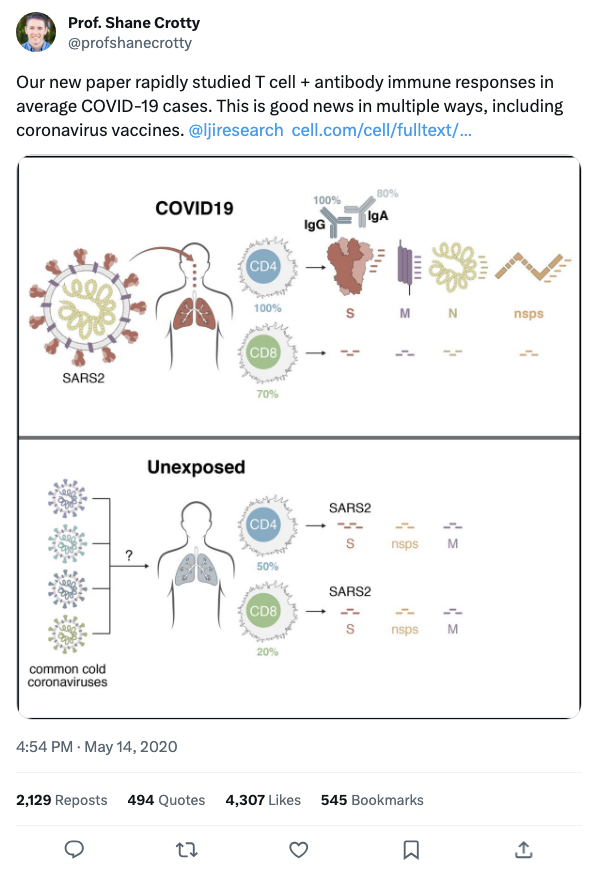 Prof. Shane Crotty
@profshanecrotty
Our new paper rapidly studied T cell + antibody immune responses in
average COVID-19 cases. This is good news in multiple ways, including
coronavirus vaccines. @ljiresearch cell.com/cell/fulltext/…
COVID19
100%
80%
IgG
IgA
CD4
100%
S
M
N
nsps
CD8
70%
SARS2
Unexposed
?
CD4
50%
SARS2
S
nsps
M
CD8
20%
SARS2
S
nsps
M
common cold
coronaviruses
4:54 PM · May 14, 2020
2,129 Reposts 494 Quotes 4,307 Likes 545 Bookmarks